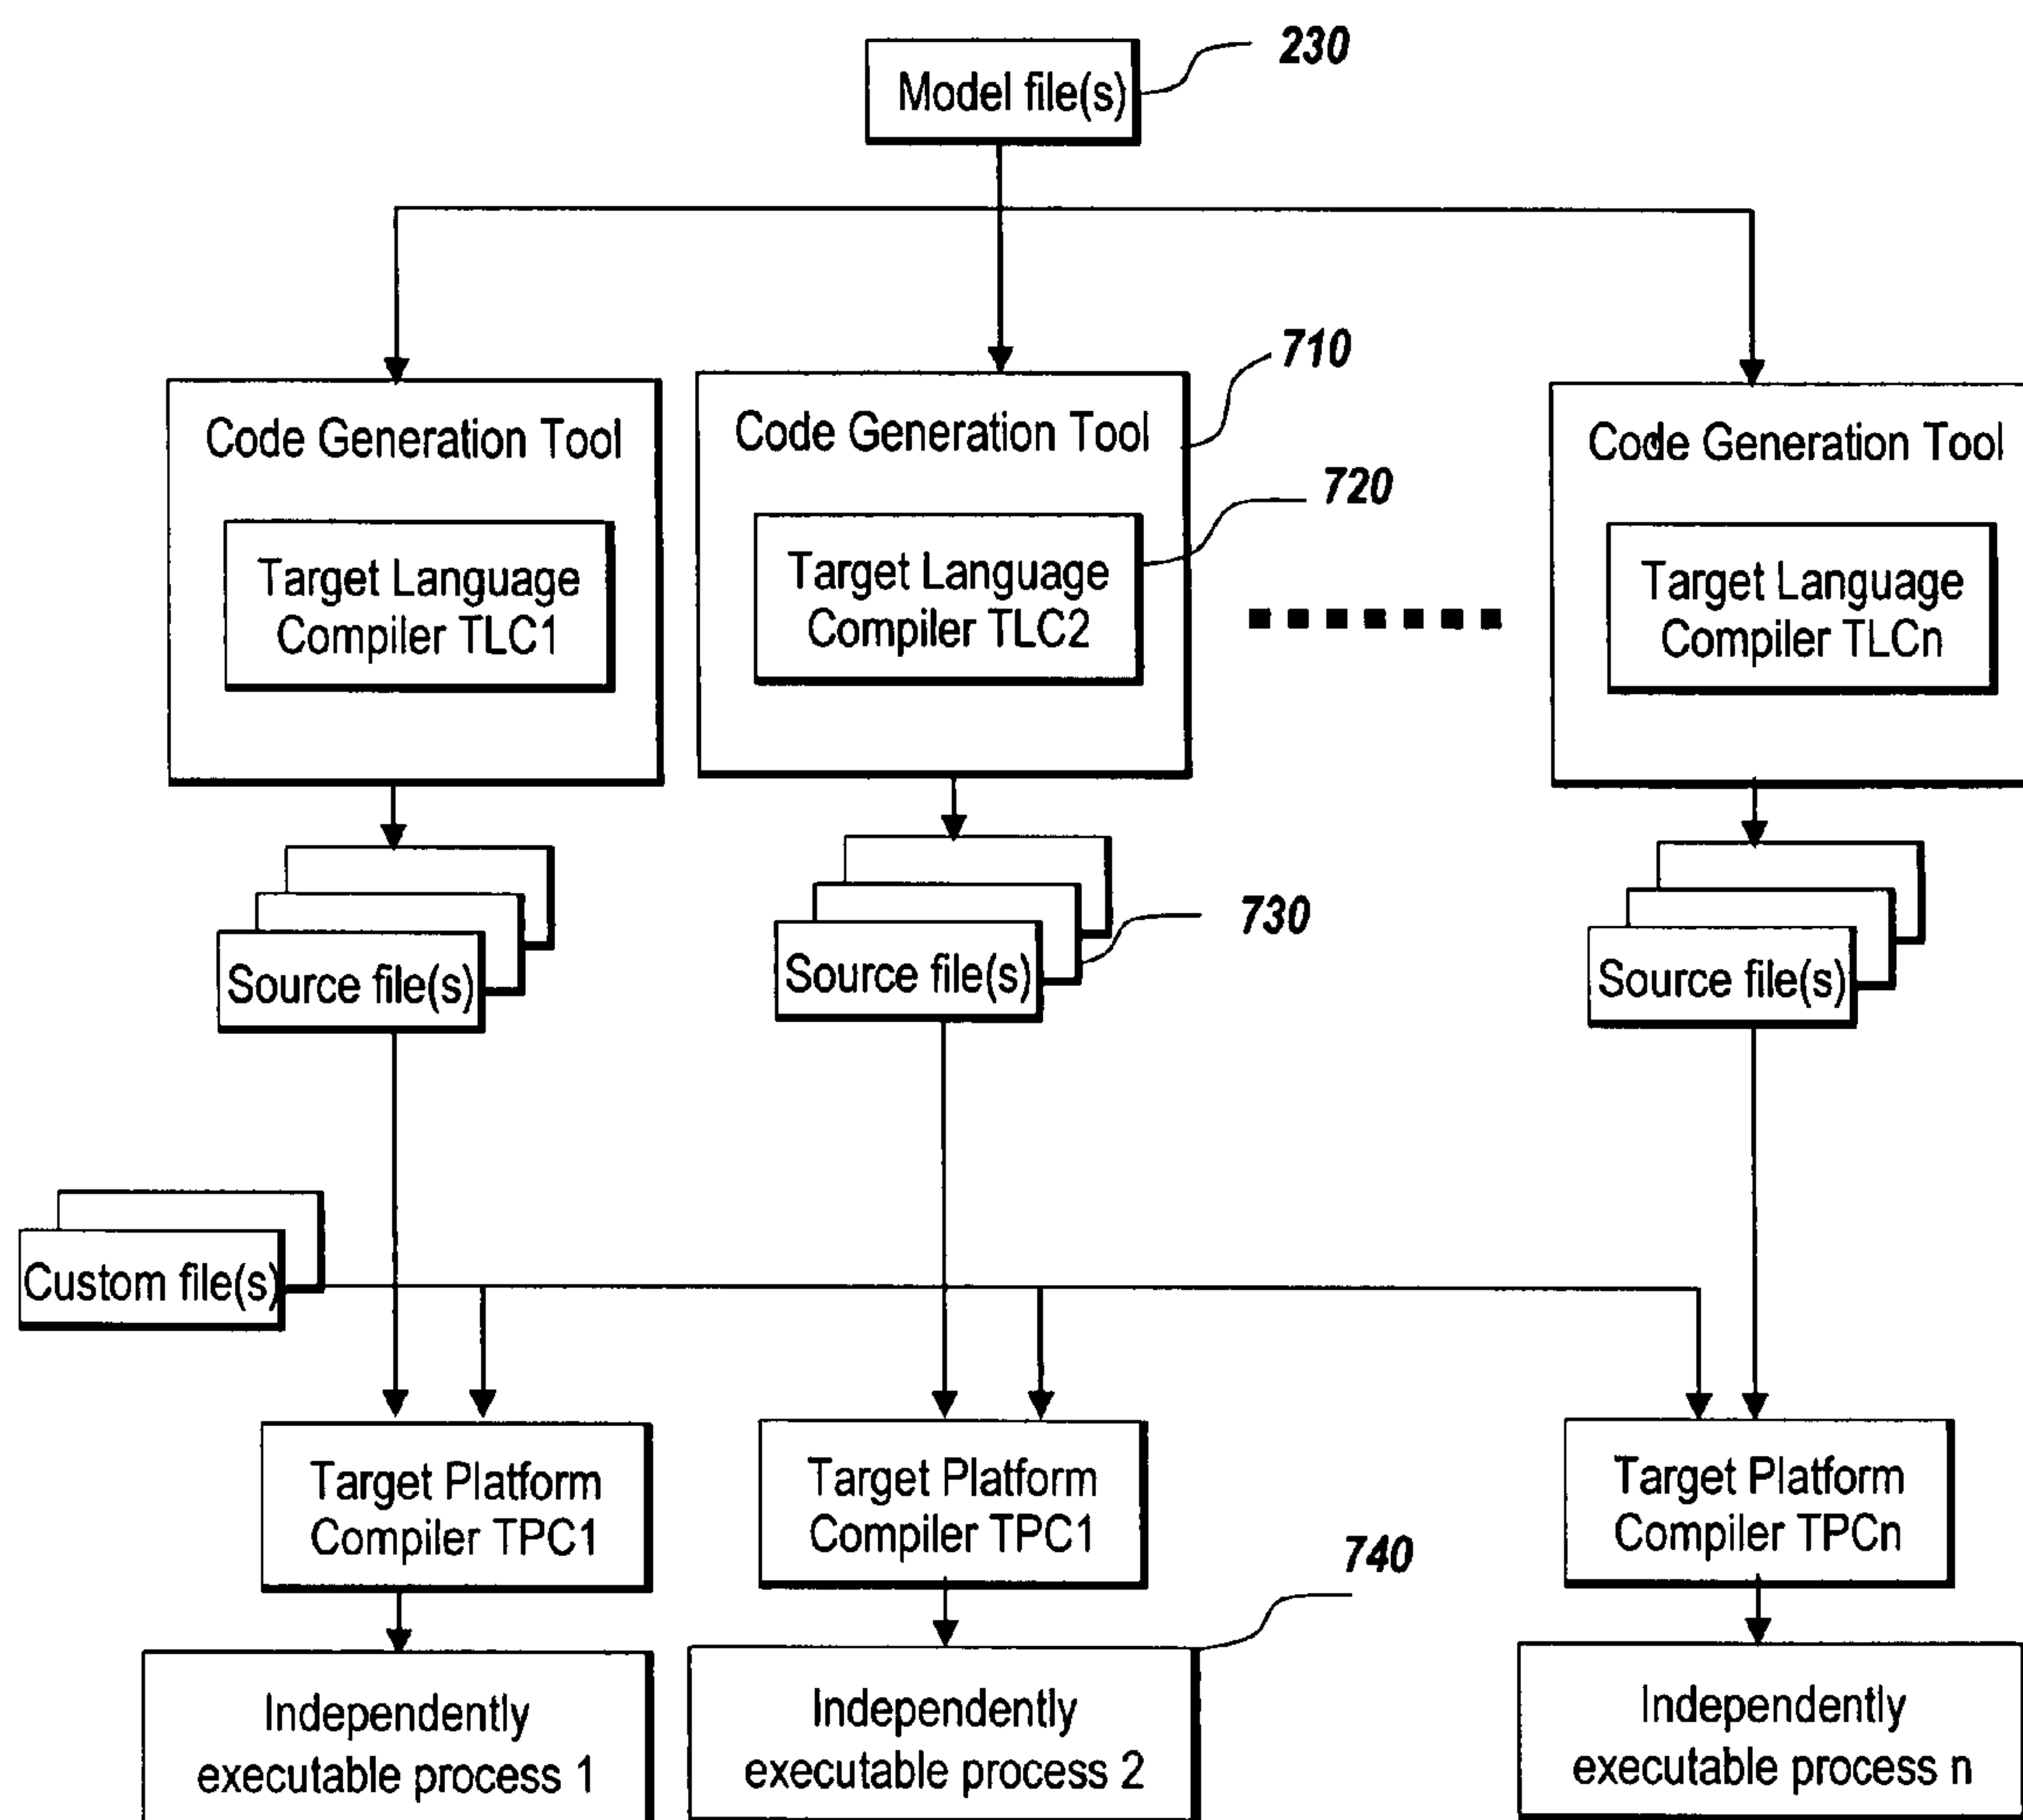 230
Model file(s)
710
Code Generation Tool
Code Generation Tool
Code Generation Tool
720
Target Language
Compiler TLC1
Target Language
Compiler TLC2
Target Language
Compiler TLCn
730
Source file(s)
Source file(s)
Source file(s)
Custom file(s)
Target Platform
Compiler TPC1
Target Platform
Compiler TPC1
Target Platform
Compiler TPCn
740
Independently
executable process 1
Independently
executable process 2
Independently
executable process n